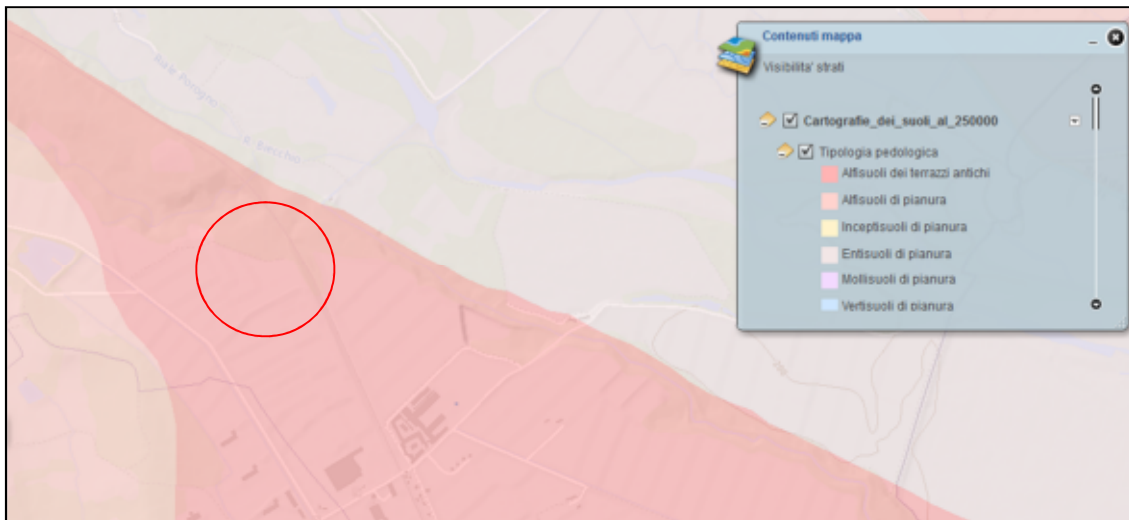 Contenuti mappa
Visibilita' strati
Cartografie_dei_suoli_al_250000
Tipologia pedologica
Alfisuoli dei terrazzi antichi
Alfisuoli di pianura
Inceptisuoli di pianura
Entisuoli di pianura
Mollisuoli di pianura
Vertisuoli di pianura
R. Becchio